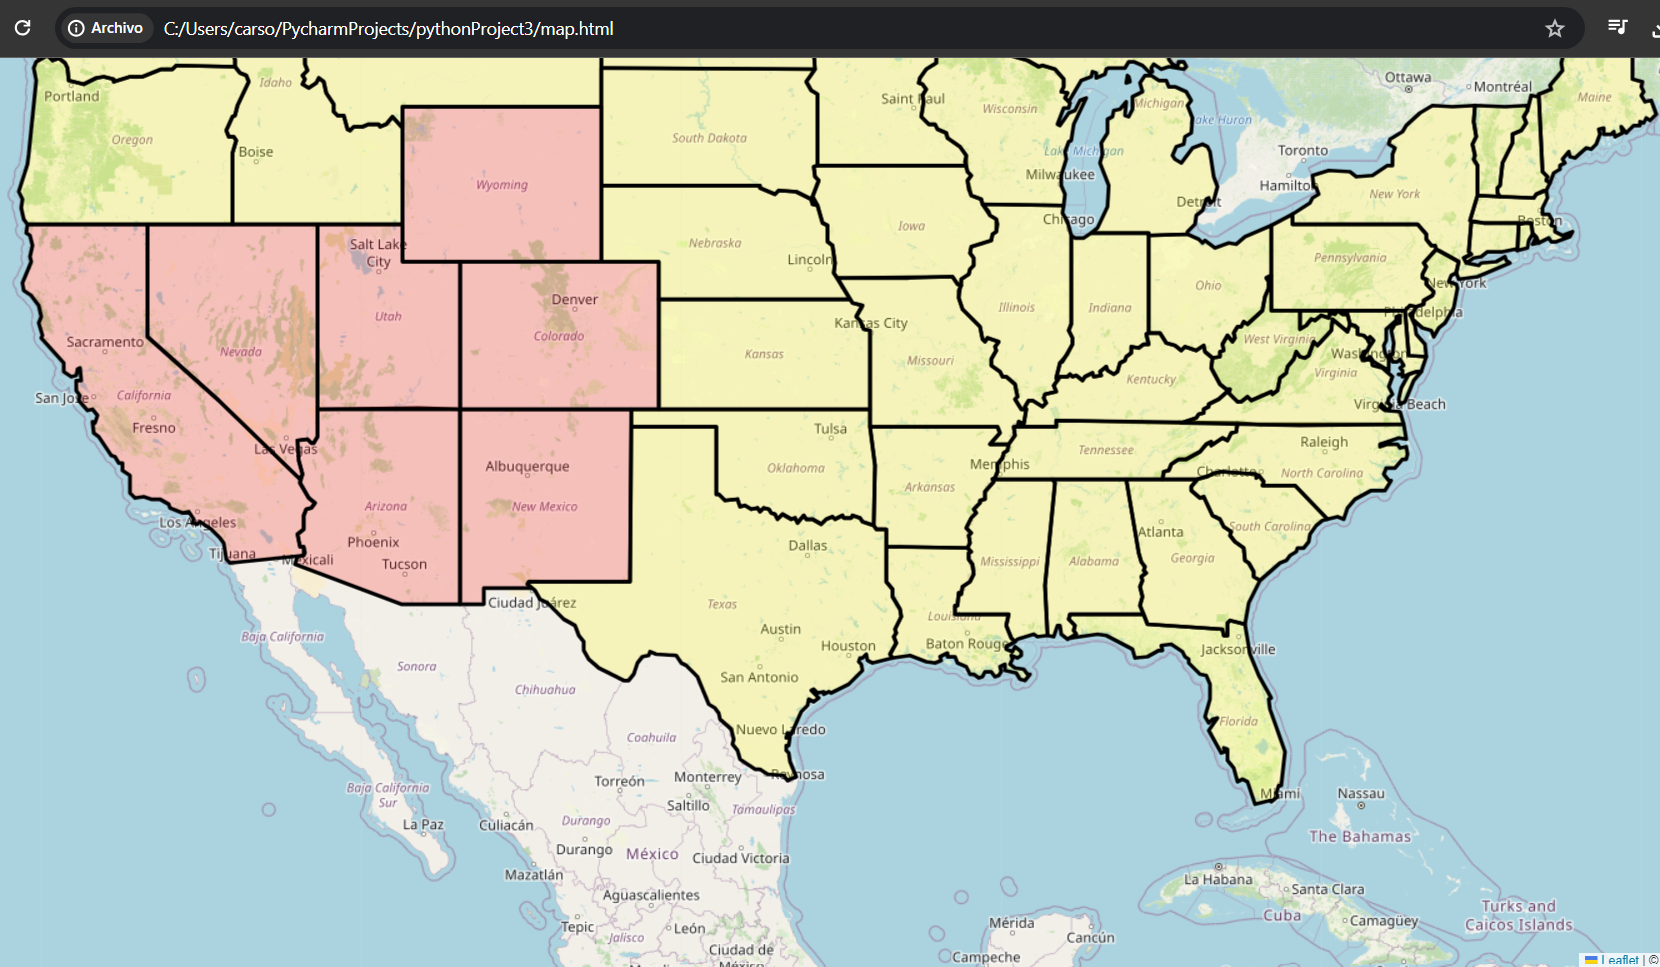 Archivo
C:/Users/carso/PycharmProjects/pythonProject3/map.html
Portland
Idaho
Oregon
Boise
Wyoming
South Dakota
Saint Paul
Wisconsin
Michigan
Lake Huron
Ottawa
Montréal
Maine
Lake Michigan
Toronto
Milwaukee
Hamilton
Detroit
New York
Chicago
Boston
Salt Lake
City
Nebraska
Lincoln
Iowa
Pennsylvania
New York
Denver
Utah
Colorado
Illinois
Indiana
Ohio
Philadelphia
Sacramento
Nevada
Kansas City
Kansas
Missouri
West Virginia
Washington
Virginia
San Jose
California
Kentucky
Virginia Beach
Fresno
Las Vegas
Tulsa
Oklahoma
Tennessee
Raleigh
Albuquerque
Memphis
Charlotte
North Carolina
Arizona
New Mexico
Arkansas
Los Angeles
Phoenix
Dallas
Atlanta
South Carolina
Tijuana
Mexicali
Tucson
Mississippi
Alabama
Georgia
Ciudad Juárez
Texas
Louisiana
Baja California
Austin
Houston
Baton Rouge
Jacksonville
Sonora
Chihuahua
San Antonio
Florida
Coahuila
Nuevo Laredo
Reynosa
Torreón
Monterrey
Baja California
Sur
Saltillo
Tamaulipas
Miami
Nassau
La Paz
Culiacán
Durango
The Bahamas
Durango
México
Ciudad Victoria
Mazatlán
La Habana
Santa Clara
Aguascalientes
Cuba
Camagüey
Turks and
Caicos Islands
Tepic
León
Jalisco
Mérida
Cancún
Ciudad de
México
Campeche
Leaflet | ©